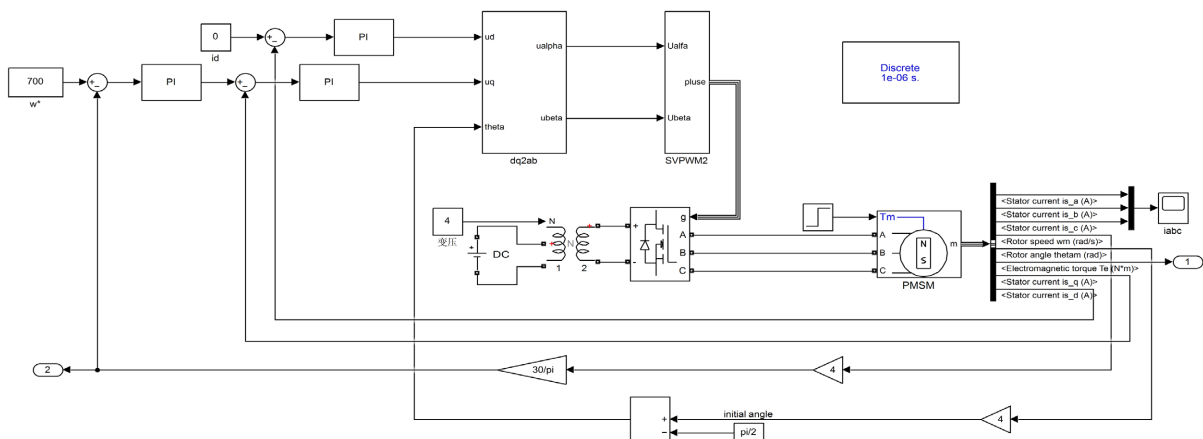 0
id
PI
700
w*
PI
PI
ud
uq
theta
ualpha
ubeta
dq2ab
Ualfa
pluse
Ubeta
SVPWM2
Discrete
1e-06 s.
4
变压
DC
N
N
+
+
+
1
2
+
-
g
A
B
C
Tm
A
B
C
N
S
m
PMSM
<Stator current is_a (A)>
<Stator current is_b (A)>
<Stator current is_c (A)>
<Rotor speed wm (rad/s)>
<Rotor angle thetam (rad)>
<Electromagnetic torque Te (N*m)>
<Stator current is_q (A)>
<Stator current is_d (A)>
iabc
1
2
30/pi
4
initial angle
4
+
−
pi/2